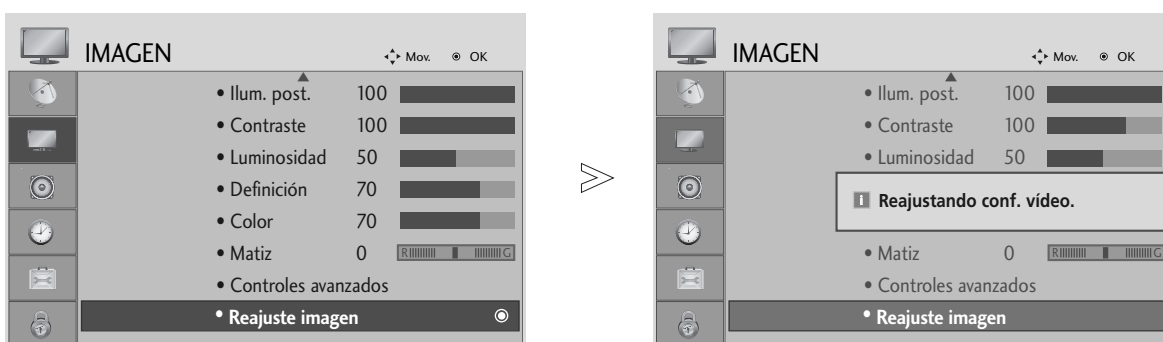 IMAGEN Mov. OK
• Ilum. post. 100
• Contraste 100
• Luminosidad 50
• Definición 70
• Color 70
• Matiz 0 R G
• Controles avanzados
• Reajuste imagen
IMAGEN Mov. OK
• Ilum. post. 100
• Contraste 100
• Luminosidad 50
i Reajustando conf. vídeo.
• Matiz 0 R G
• Controles avanzados
• Reajuste imagen